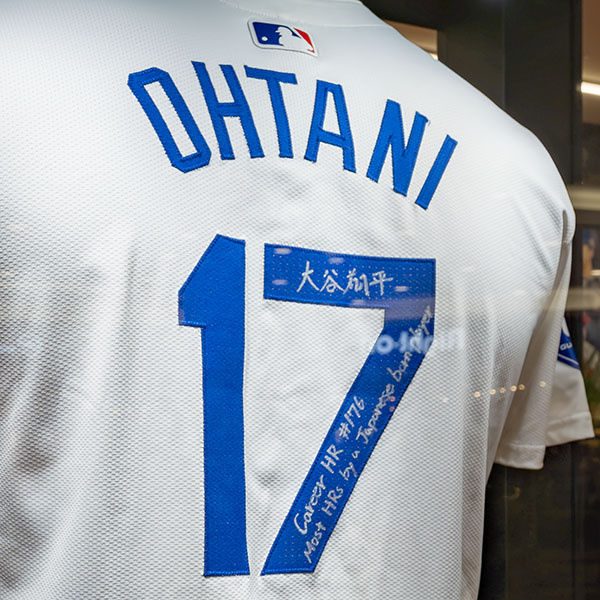 OHTANI
17
大谷翔平
Career HR #176
Most HRs by a Japanese born player